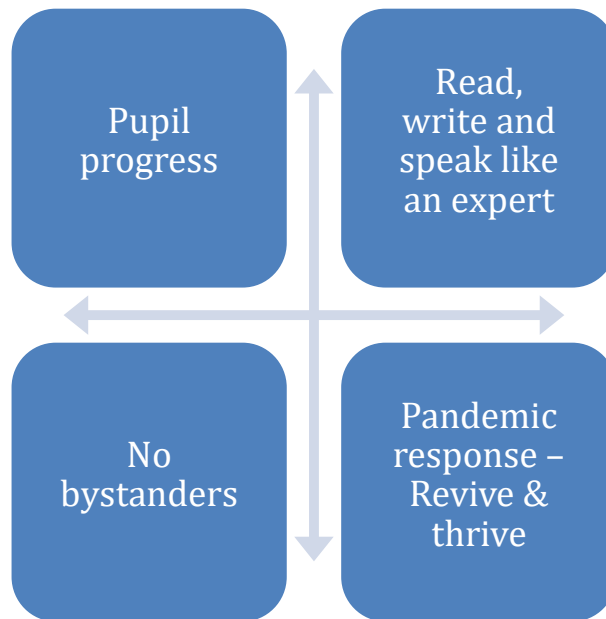 Pupil
progress
Read,
write and
speak like
an expert
No
bystanders
Pandemic
response –
Revive &
thrive